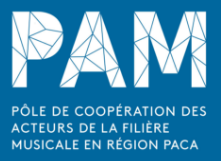 PAM
PÔLE DE COOPÉRATION DES
ACTEURS DE LA FILIÈRE
MUSICALE EN RÉGION PACA